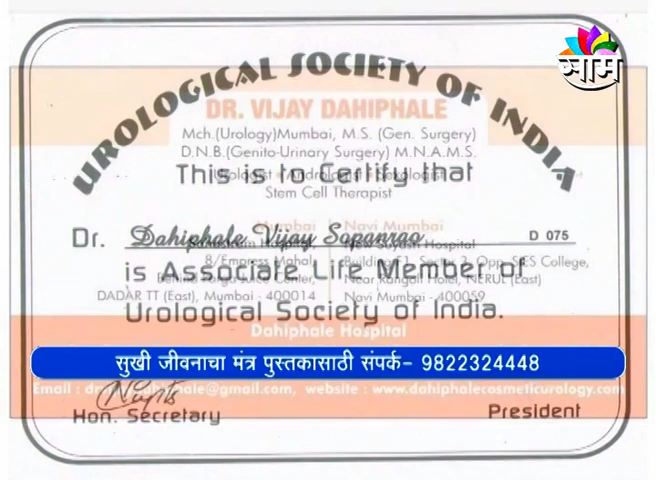 साम
UROLOGICAL SOCIETY OF INDIA
DR. VIJAY DAHIPHALE
Mch.(Urology)Mumbai, M.S. (Gen. Surgery)
D.N.B.(Genito-Urinary Surgery) M.N.A.M.S.
This is to Certify that
Stem Cell Therapist
Mumbai
Navi Mumbai
Dr. Dahiphale Vijay Sopanrao D 075
Hospital
8/Empress Mahal,
Sector 2, Opp. SIES College,
is Associate Life Member of
Hotel, NERUL (East)
DADAR TT (East), Mumbai - 400014
Navi Mumbai - 400059
Urological Society of India.
Dahiphale Hospital
सुखी जीवनाचा मंत्र पुस्तकासाठी संपर्क- 9822324448
Email : website : www.dahiphalecosmeticurology.com
Hon. Secretary
President